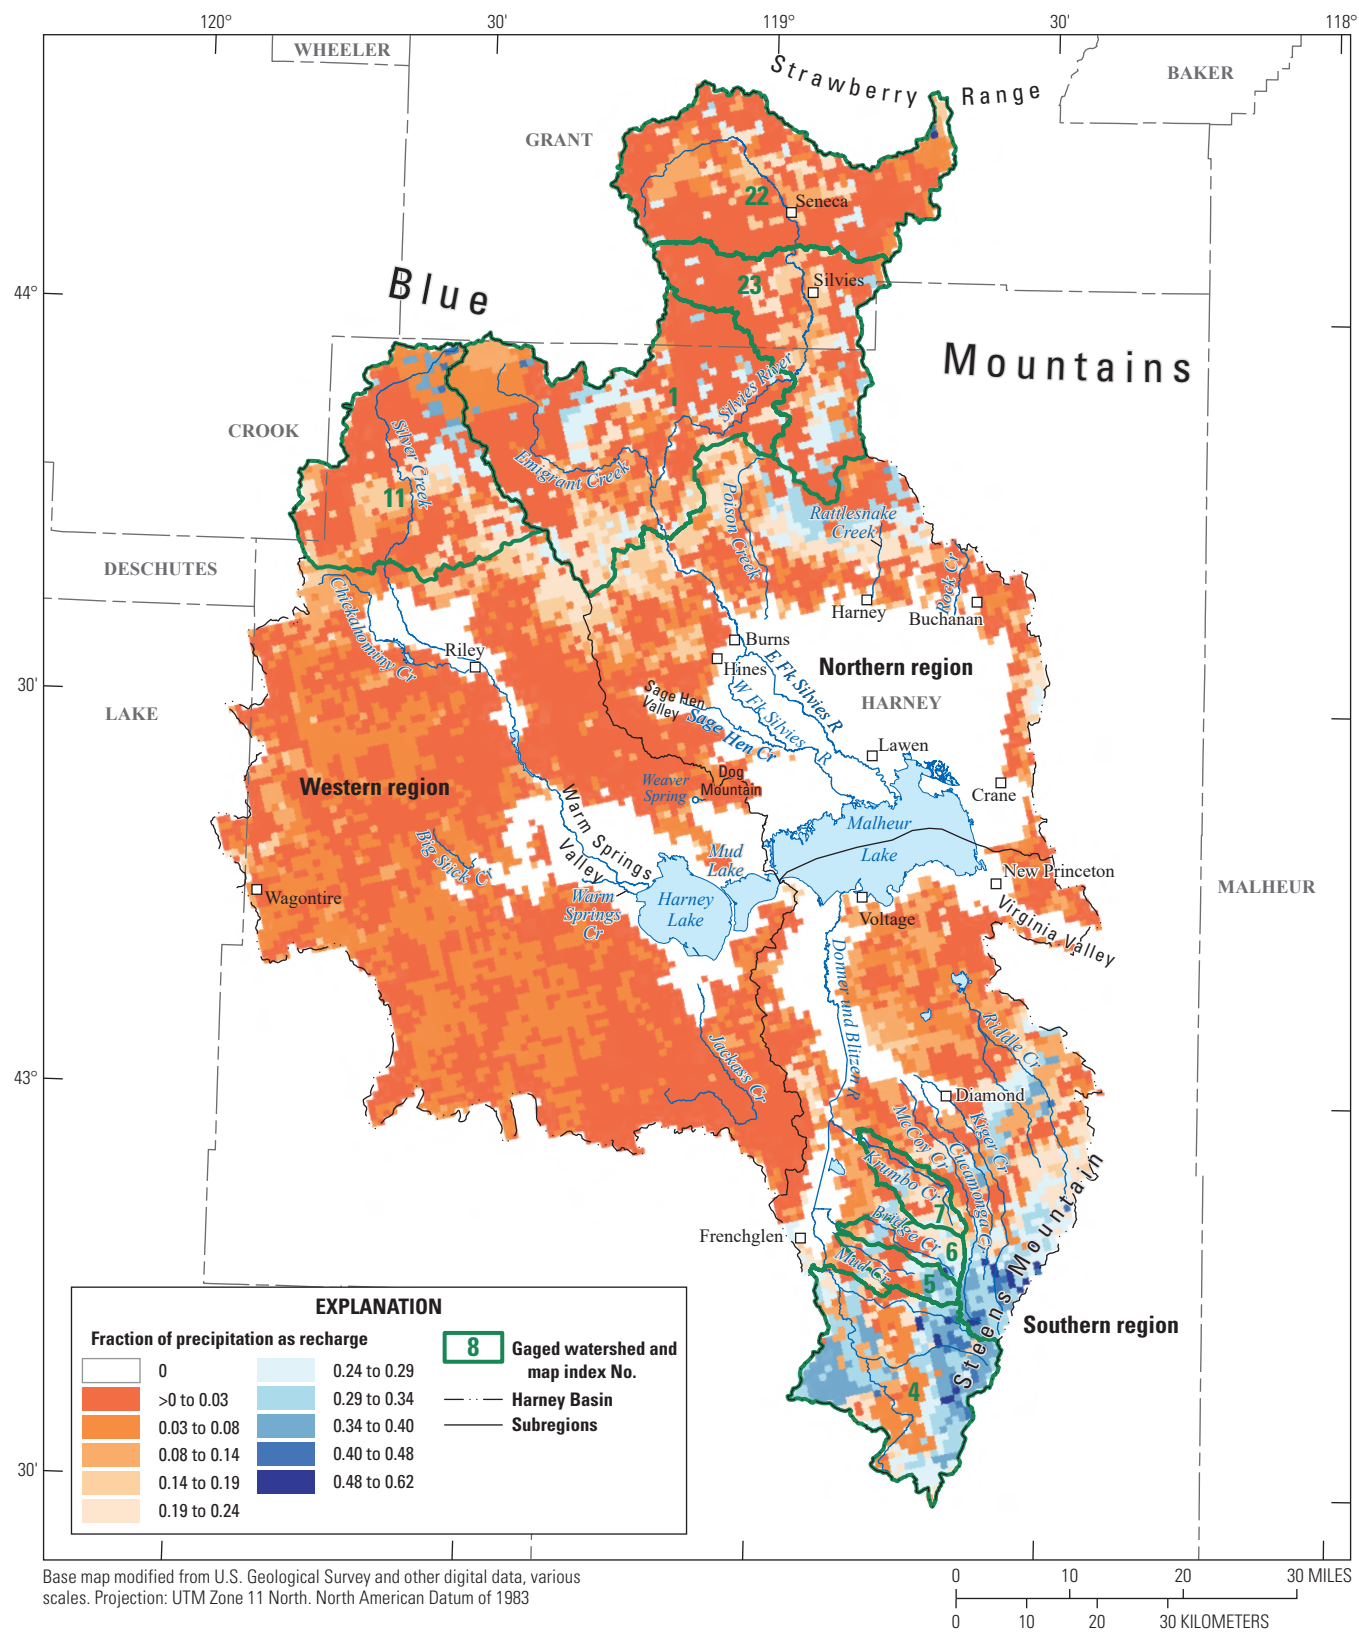 120°
30'
119°
30'
118°
WHEELER
BAKER
Strawberry Range
GRANT
22
Seneca
23
Silvies
44°
Blue
Mountains
1
Silvies River
CROOK
Silver Creek
Emigrant Creek
11
Poison Creek
Rattlesnake
Creek
DESCHUTES
Chickahominy Cr
Rock Cr
Harney
Buchanan
Burns
Riley
Hines
E Fk Silvies R
Northern region
30'
Sage Hen
Valley
W Fk Silvies R
HARNEY
LAKE
Sage Hen Cr
Lawen
Dog
Mountain
Weaver
Spring
Western region
Crane
Warm Springs
Valley
Malheur
Lake
Big Stick Cr
Mud
Lake
New Princeton
MALHEUR
Wagontire
Warm
Springs
Cr
Harney
Lake
Voltage
Virginia Valley
Donner und Blitzen R
Riddle Cr
Jackass Cr
43°
Diamond
McCoy Cr
Kiger Cr
Cucamonga Cr
Krumbo Cr
7
Bridge Cr
Frenchglen
6
Mud Cr
5
Steens Mountain
Southern region
4
30'
EXPLANATION
Fraction of precipitation as recharge
0
>0 to 0.03
0.03 to 0.08
0.08 to 0.14
0.14 to 0.19
0.19 to 0.24
0.24 to 0.29
0.29 to 0.34
0.34 to 0.40
0.40 to 0.48
0.48 to 0.62
8
Gaged watershed and
map index No.
Harney Basin
Subregions
Base map modified from U.S. Geological Survey and other digital data, various
scales. Projection: UTM Zone 11 North. North American Datum of 1983
0 10 20 30 MILES
0 10 20 30 KILOMETERS